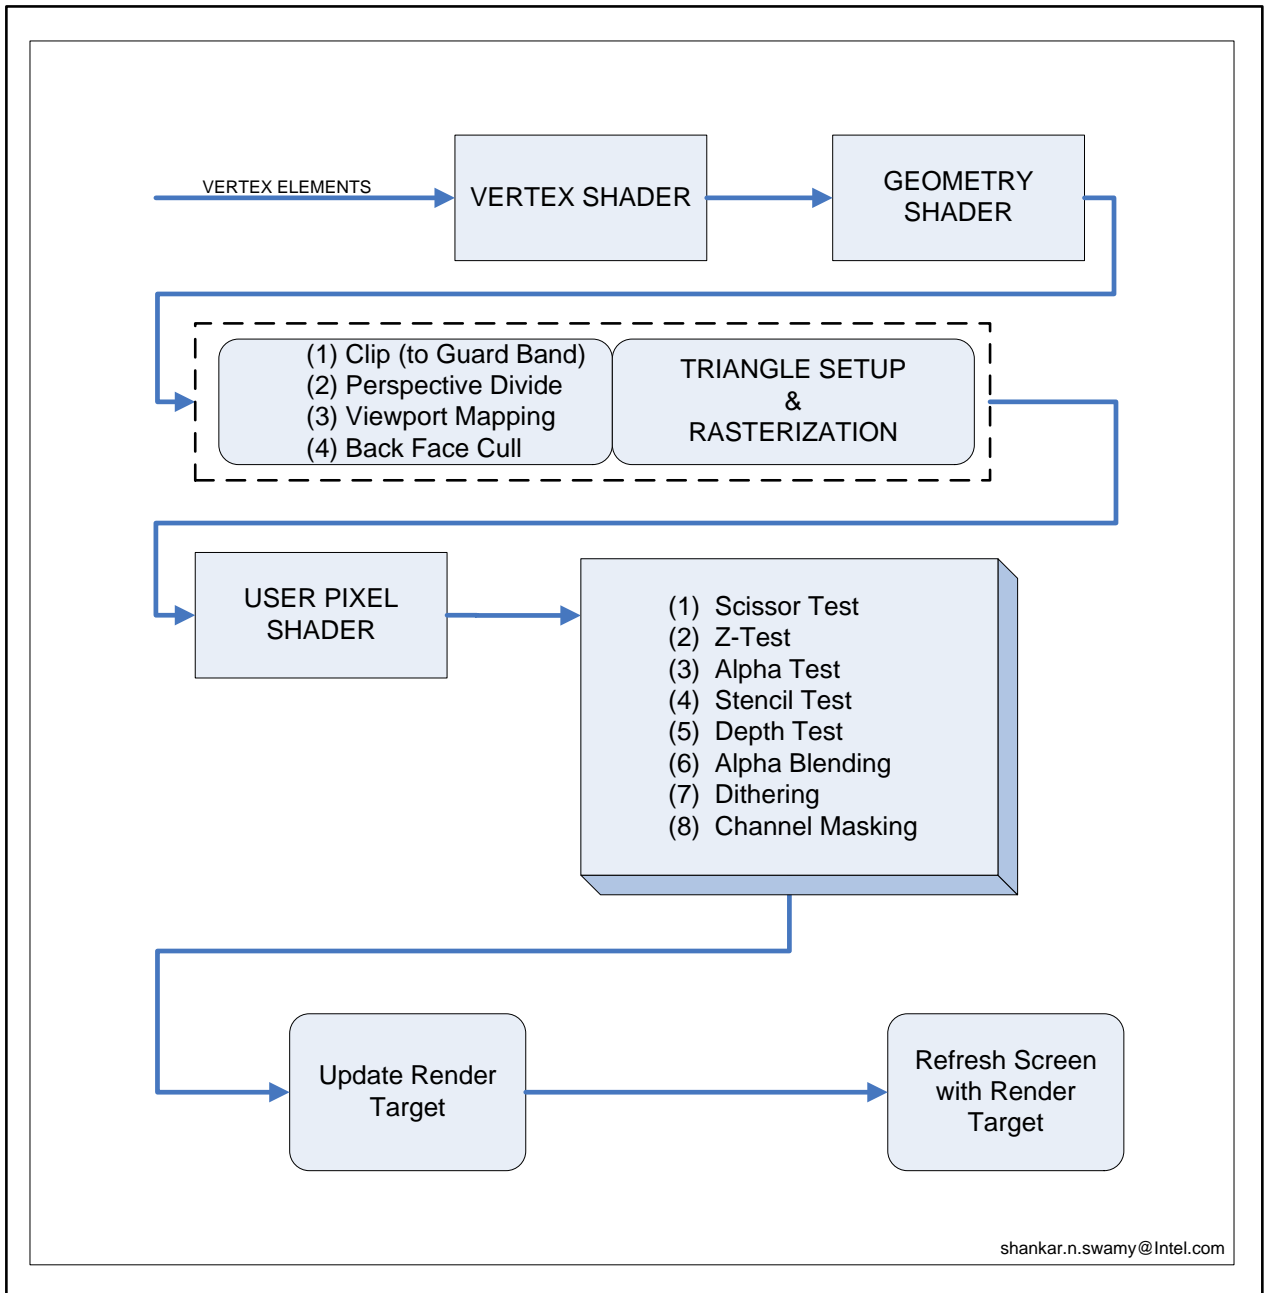 VERTEX ELEMENTS
VERTEX SHADER
GEOMETRY
SHADER
(1) Clip (to Guard Band)
(2) Perspective Divide
(3) Viewport Mapping
(4) Back Face Cull
TRIANGLE SETUP
&
RASTERIZATION
USER PIXEL
SHADER
(1) Scissor Test
(2) Z-Test
(3) Alpha Test
(4) Stencil Test
(5) Depth Test
(6) Alpha Blending
(7) Dithering
(8) Channel Masking
Update Render
Target
Refresh Screen
with Render
Target
shankar.n.swamy@Intel.com